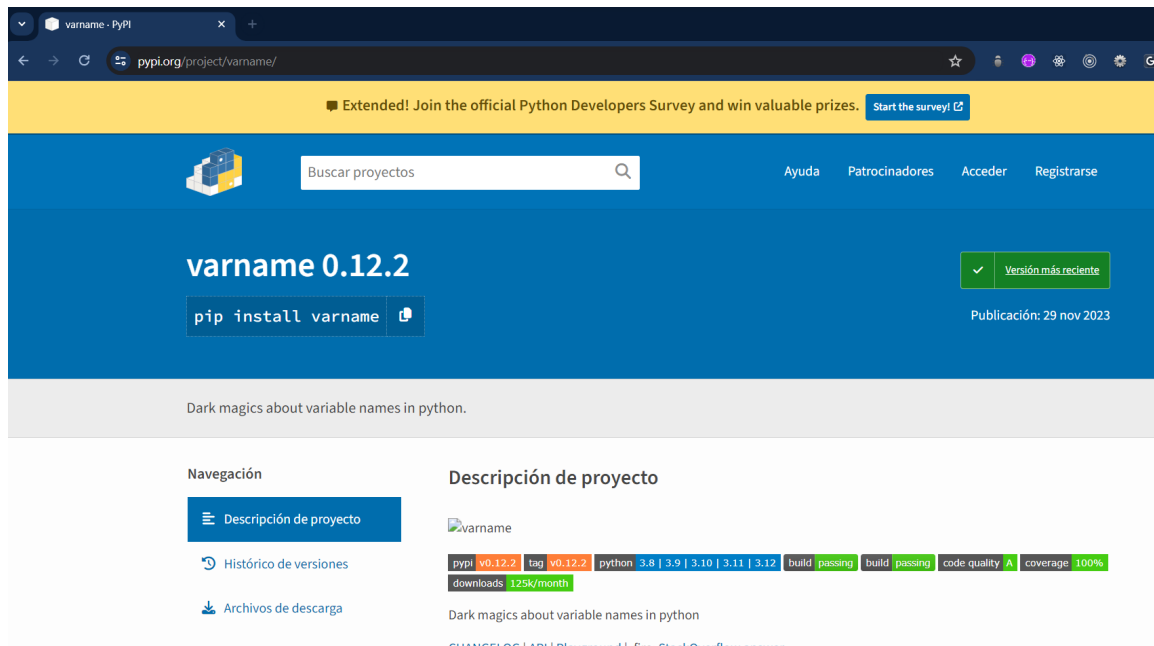 varname · PyPI
pypi.org/project/varname/
G
Extended! Join the official Python Developers Survey and win valuable prizes. Start the survey!
Buscar proyectos
Ayuda Patrocinadores Acceder Registrarse
varname 0.12.2
Versión más reciente
pip install varname
Publicación: 29 nov 2023
Dark magics about variable names in python.
Navegación
Descripción de proyecto
Histórico de versiones
Archivos de descarga
Descripción de proyecto
varname
pypi v0.12.2 tag v0.12.2 python 3.8 | 3.9 | 3.10 | 3.11 | 3.12 build passing build passing code quality A coverage 100%
downloads 125k/month
Dark magics about variable names in python